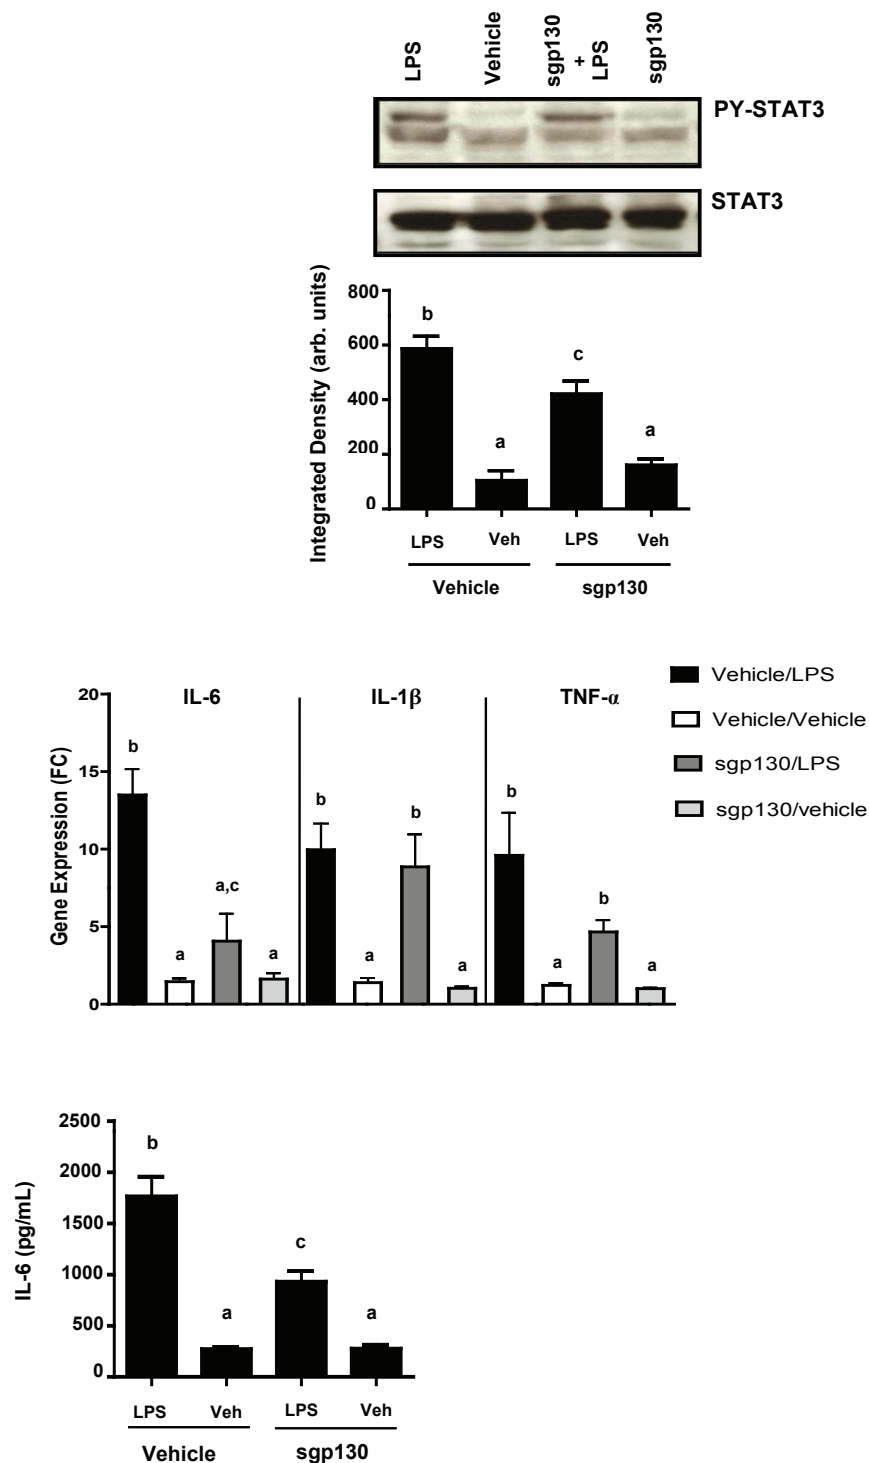 LPS
Vehicle
sgp130
+
LPS
sgp130
PY-STAT3
STAT3
Integrated Density (arb. units)
800
600
400
200
0
b
a
c
a
LPS Veh LPS Veh
Vehicle sgp130
Vehicle/LPS
Vehicle/Vehicle
sgp130/LPS
sgp130/vehicle
Gene Expression (FC)
20
15
10
5
0
IL-6 IL-1β TNF-α
b
a
a,c
a
b
a
b
a
b
a
b
a
IL-6 (pg/mL)
2500
2000
1500
1000
500
0
b
a
c
a
LPS Veh LPS Veh
Vehicle sgp130